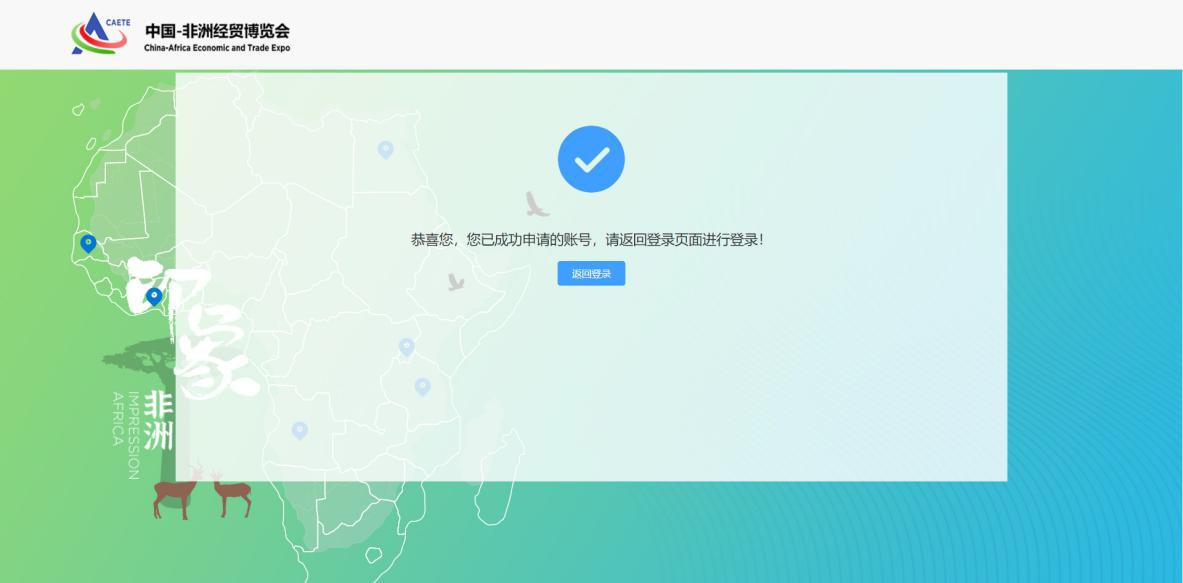 CAETE
中国-非洲经贸博览会
China-Africa Economic and Trade Expo
恭喜您，您已成功申请的账号，请返回登录页面进行登录！
返回登录
印象
非洲
IMPRESSION
AFRICA